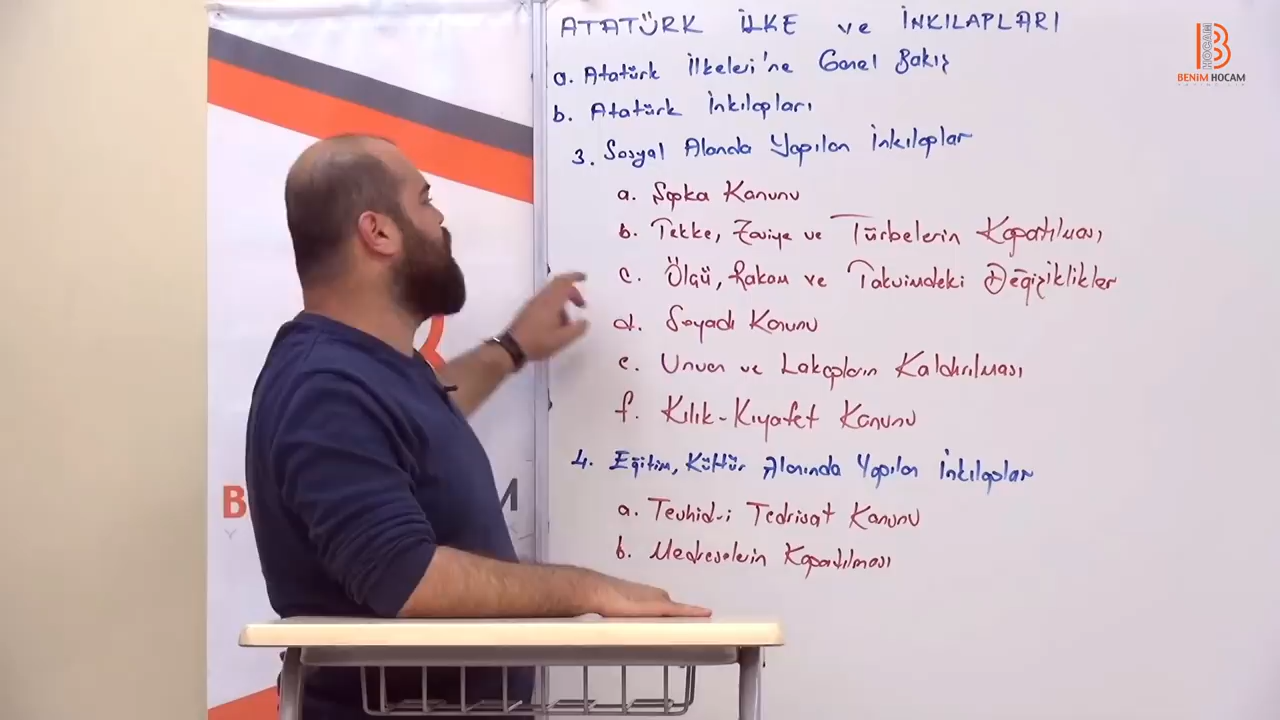 ATATÜRK İLKE ve İNKILAPLARI
a. Atatürk İlkeleri'ne Genel Bakış
b. Atatürk İnkılapları
3. Sosyal Alanda Yapılan İnkılaplar
a. Şapka Kanunu
b. Tekke, Zaviye ve Türbelerin Kapatılması
c. Ölçü, Rakam ve Takvimdeki Değişiklikler
d. Soyadı Kanunu
e. Unvan ve Lakapların Kaldırılması
f. Kılık-Kıyafet Kanunu
4. Eğitim, Kültür Alanında Yapılan İnkılaplar
a. Tevhid-i Tedrisat Kanunu
b. Medreselerin Kapatılması
B HOCAM
BENİM HOCAM
YAYINCILIK
B
M